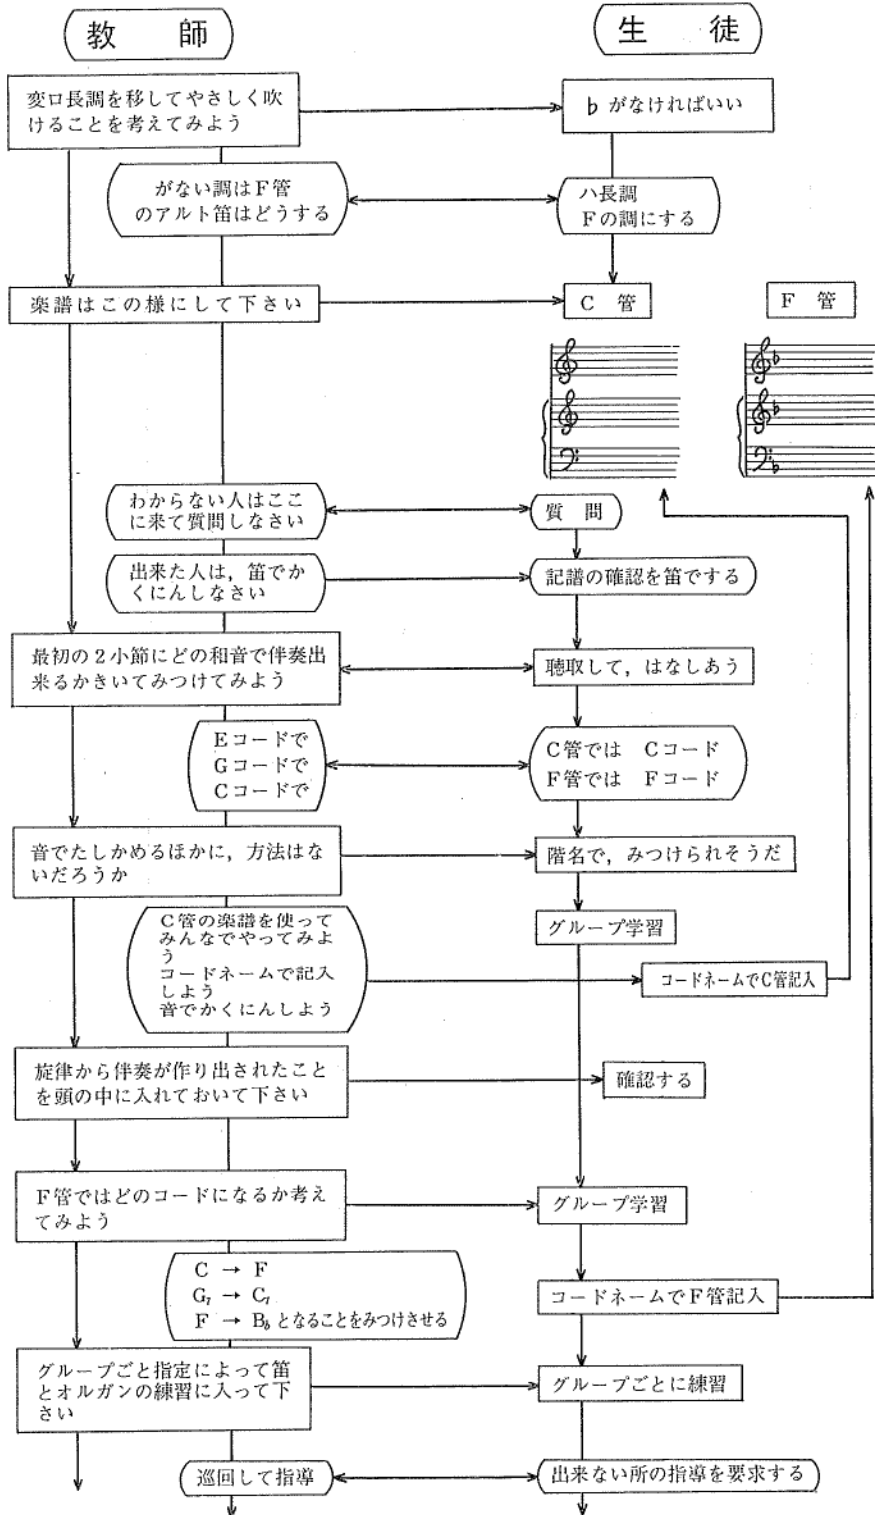 教　師
生　徒
変ロ長調を移してやさしく吹
けることを考えてみよう
♭がなければいい
がない調はF管
のアルト笛はどうする
ハ長調
Fの調にする
楽譜はこの様にして下さい
C　管
F　管
わからない人はここ
に来て質問しなさい
質　問
出来た人は，笛でか
くにんしなさい
記譜の確認を笛でする
最初の2小節にどの和音で伴奏出
来るかきいてみつけてみよう
聴取して，はなしあう
Eコードで
Gコードで
Cコードで
C管では　Cコード
F管では　Fコード
音でたしかめるほかに，方法はな
いだろうか
階名で，みつけられそうだ
グループ学習
C管の楽譜を使って
みんなでやってみよ
う
コードネームで記入
しよう
音でかくにんしよう
コードネームでC管記入
旋律から伴奏が作り出されたこと
を頭の中に入れておいて下さい
確認する
F管ではどのコードになるか考え
てみよう
グループ学習
C → F
G₇ → C₇
F → B♭となることをみつけさせる
コードネームでF管記入
グループごと指定によって笛
とオルガンの練習に入って下
さい
グループごとに練習
巡回して指導
出来ない所の指導を要求する